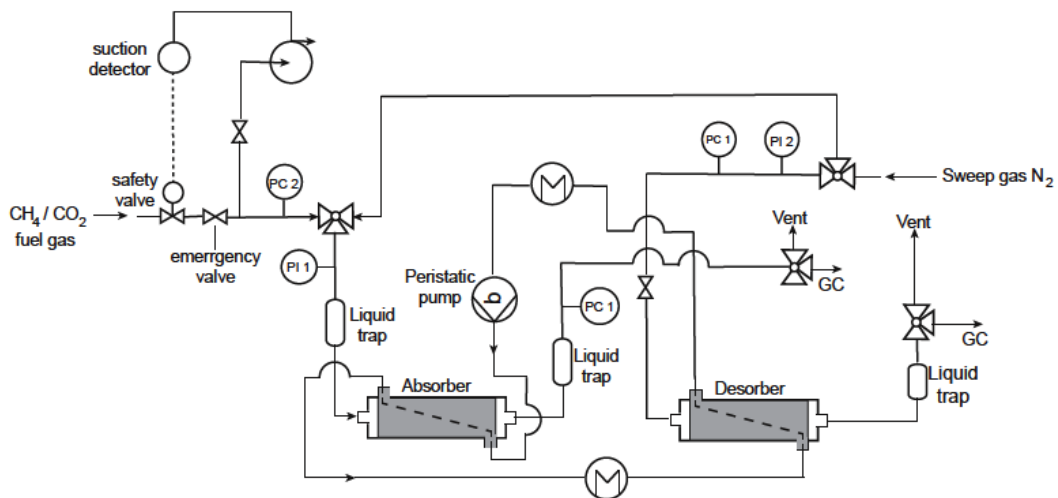 suction
detector
PC 1
PI 2
safety
valve
PC 2
Sweep gas N₂
CH₄ / CO₂
fuel gas
Vent
Vent
emerrgency
valve
PI 1
Peristatic
pump
b
GC
PC 1
Liquid
trap
GC
Liquid
trap
Liquid
trap
Absorber
Desorber